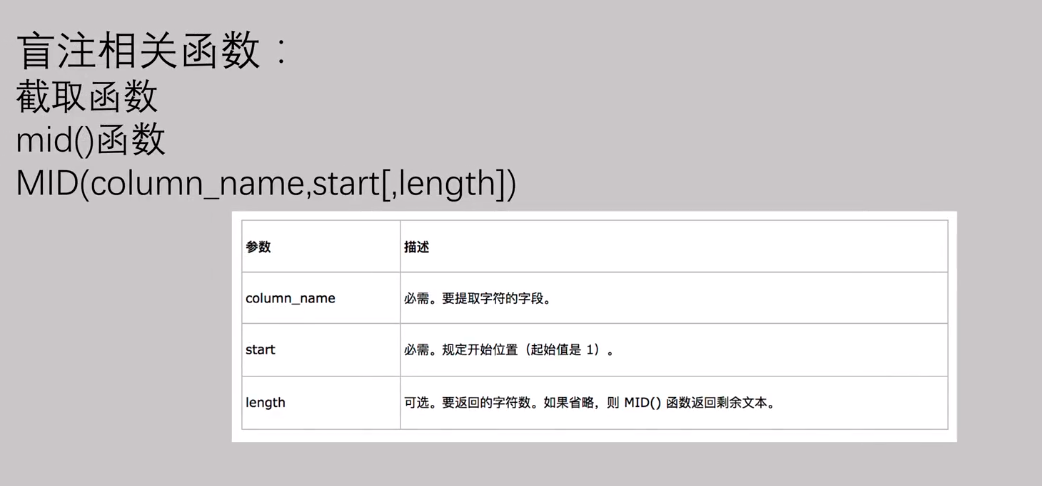 盲注相关函数：
截取函数
mid()函数
MID(column_name,start[,length])
参数 描述
column_name 必需。要提取字符的字段。
start 必需。规定开始位置（起始值是 1）。
length 可选。要返回的字符数。如果省略，则 MID() 函数返回剩余文本。